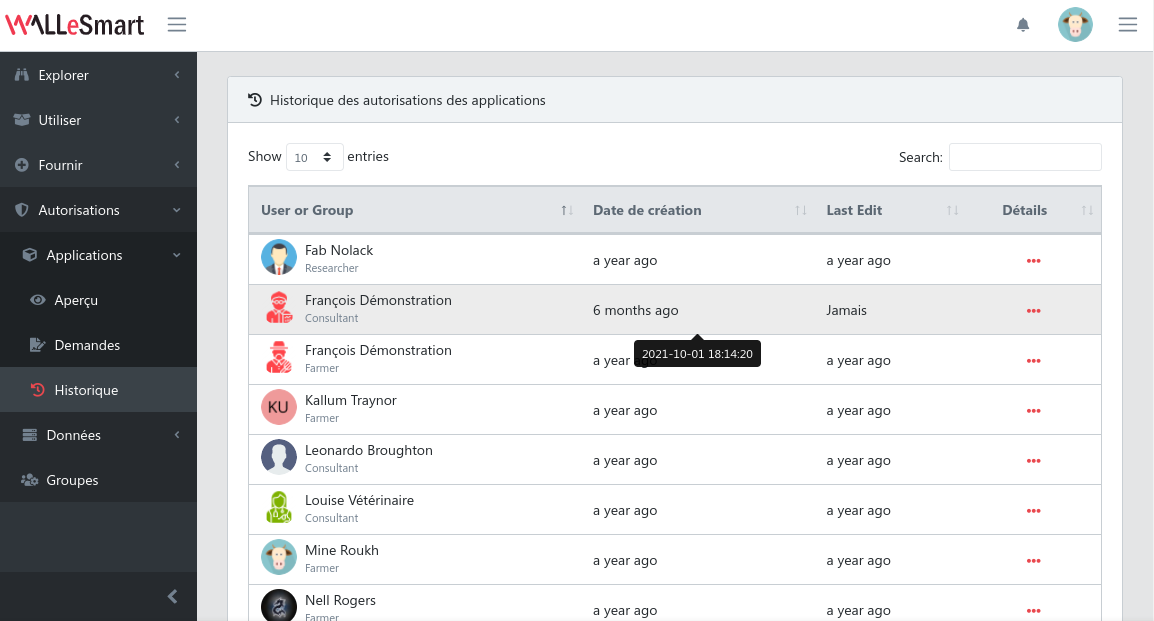 WALLeSmart
Explorer
Utiliser
Fournir
Autorisations
Applications
Aperçu
Demandes
Historique
Données
Groupes
Historique des autorisations des applications
Show 10 entries
Search:
User or Group Date de création Last Edit Détails
Fab Nolack
Researcher
a year ago a year ago
François Démonstration
Consultant
6 months ago Jamais
2021-10-01 18:14:20
François Démonstration
Farmer
a year ago a year ago
KU
Kallum Traynor
Farmer
a year ago a year ago
Leonardo Broughton
Consultant
a year ago a year ago
Louise Vétérinaire
Consultant
a year ago a year ago
Mine Roukh
Farmer
a year ago a year ago
Nell Rogers
Farmer
a year ago a year ago